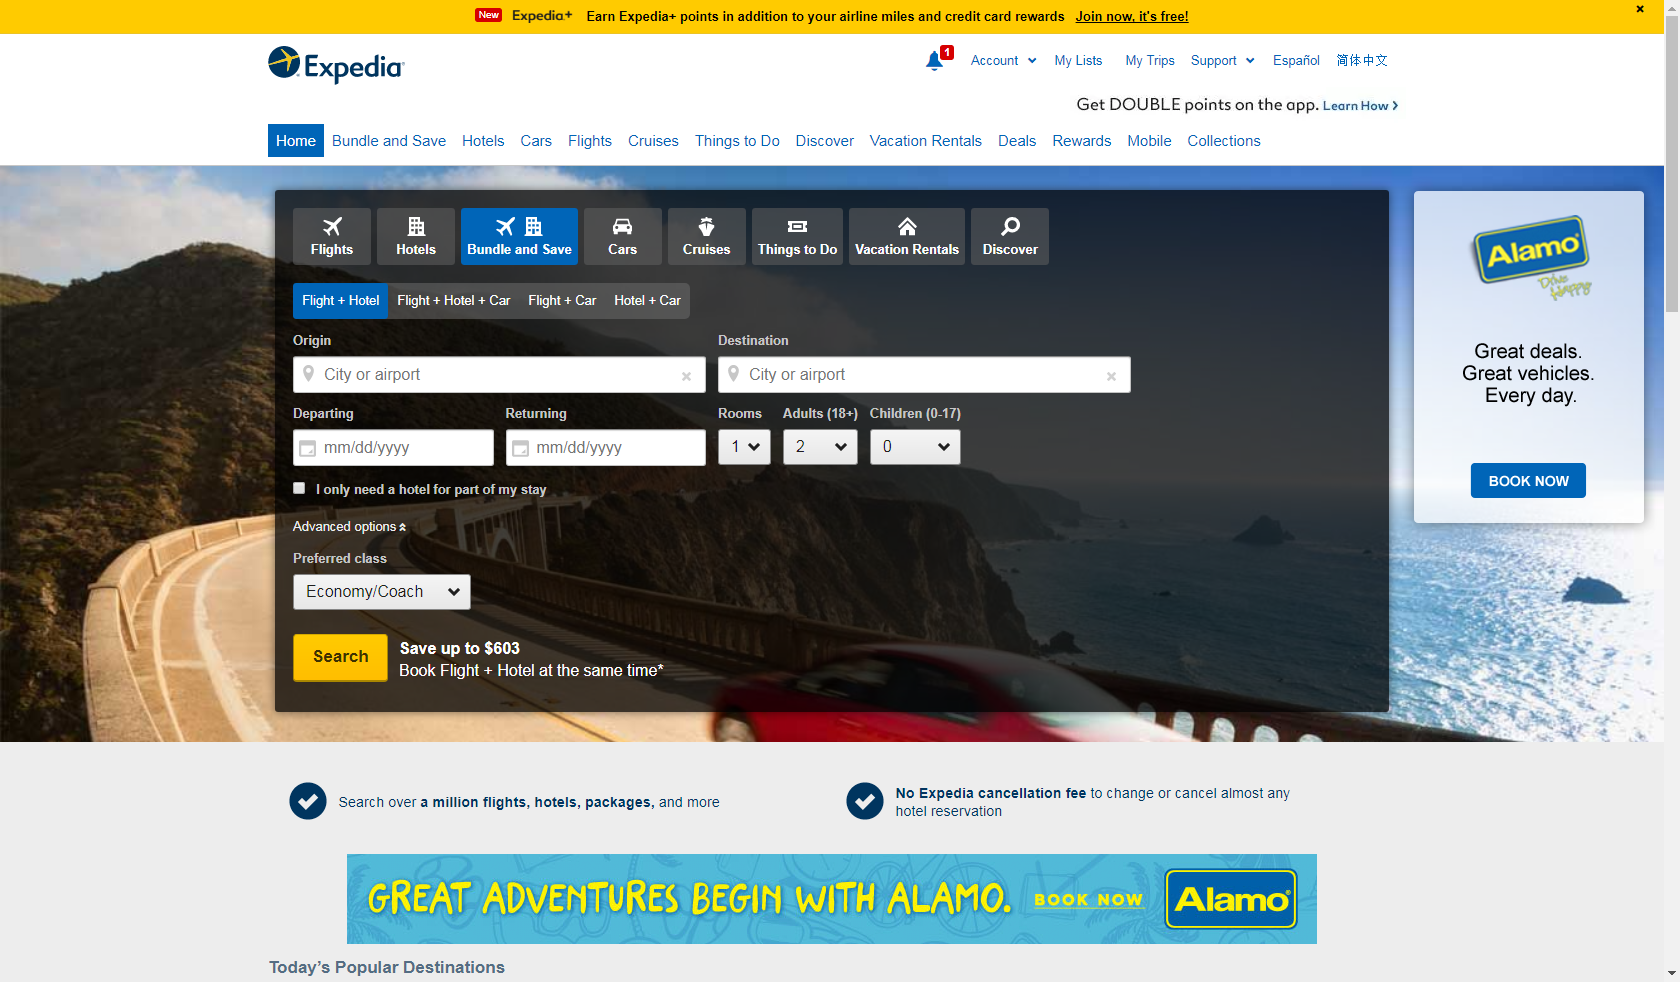 New Expedia+ Earn Expedia+ points in addition to your airline miles and credit card rewards Join now, it's free!
Expedia
1 Account My Lists My Trips Support Español 简体中文
Get DOUBLE points on the app. Learn How
Home Bundle and Save Hotels Cars Flights Cruises Things to Do Discover Vacation Rentals Deals Rewards Mobile Collections
Flights Hotels Bundle and Save Cars Cruises Things to Do Vacation Rentals Discover
Flight + Hotel Flight + Hotel + Car Flight + Car Hotel + Car
Origin Destination
City or airport City or airport
Departing Returning Rooms Adults (18+) Children (0-17)
mm/dd/yyyy mm/dd/yyyy 1 2 0
I only need a hotel for part of my stay
Advanced options
Preferred class
Economy/Coach
Search
Save up to $603
Book Flight + Hotel at the same time*
Alamo
Drive Happy
Great deals.
Great vehicles.
Every day.
BOOK NOW
Search over a million flights, hotels, packages, and more
No Expedia cancellation fee to change or cancel almost any
hotel reservation
GREAT ADVENTURES BEGIN WITH ALAMO. BOOK NOW Alamo
Today's Popular Destinations